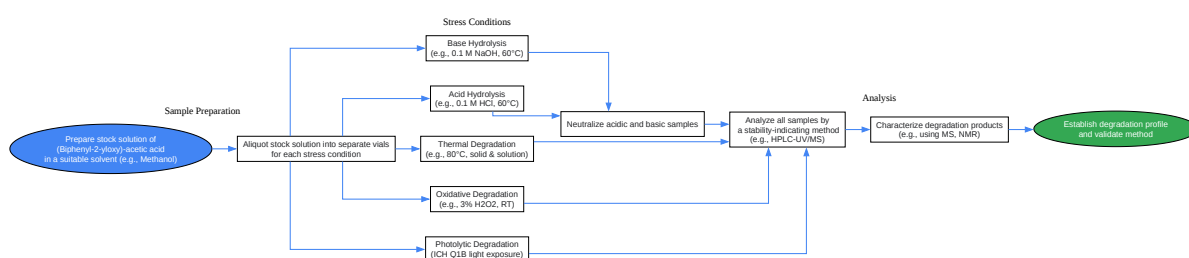 Stress Conditions
Base Hydrolysis
(e.g., 0.1 M NaOH, 60°C)
Sample Preparation
Acid Hydrolysis
(e.g., 0.1 M HCl, 60°C)
Analysis
Prepare stock solution of
(Biphenyl-2-yloxy)-acetic acid
in a suitable solvent (e.g., Methanol)
Aliquot stock solution into separate vials
for each stress condition
Thermal Degradation
(e.g., 80°C, solid & solution)
Neutralize acidic and basic samples
Analyze all samples by
a stability-indicating method
(e.g., HPLC-UV/MS)
Characterize degradation products
(e.g., using MS, NMR)
Establish degradation profile
and validate method
Oxidative Degradation
(e.g., 3% H2O2, RT)
Photolytic Degradation
(ICH Q1B light exposure)